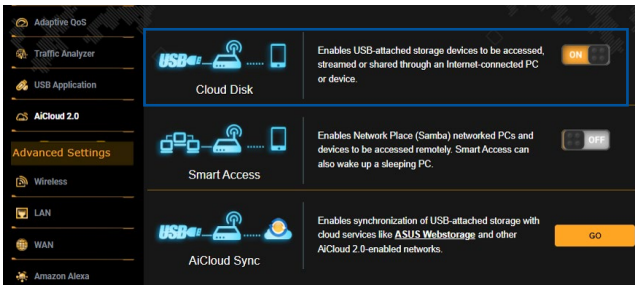 Adaptive QoS
Traffic Analyzer
USB Application
AiCloud 2.0
Advanced Settings
Wireless
LAN
WAN
Amazon Alexa
USB
Cloud Disk
Enables USB-attached storage devices to be accessed,
streamed or shared through an Internet-connected PC
or device.
ON
Smart Access
Enables Network Place (Samba) networked PCs and
devices to be accessed remotely. Smart Access can
also wake up a sleeping PC.
OFF
USB
AiCloud Sync
Enables synchronization of USB-attached storage with
cloud services like ASUS Webstorage and other
AiCloud 2.0-enabled networks.
GO